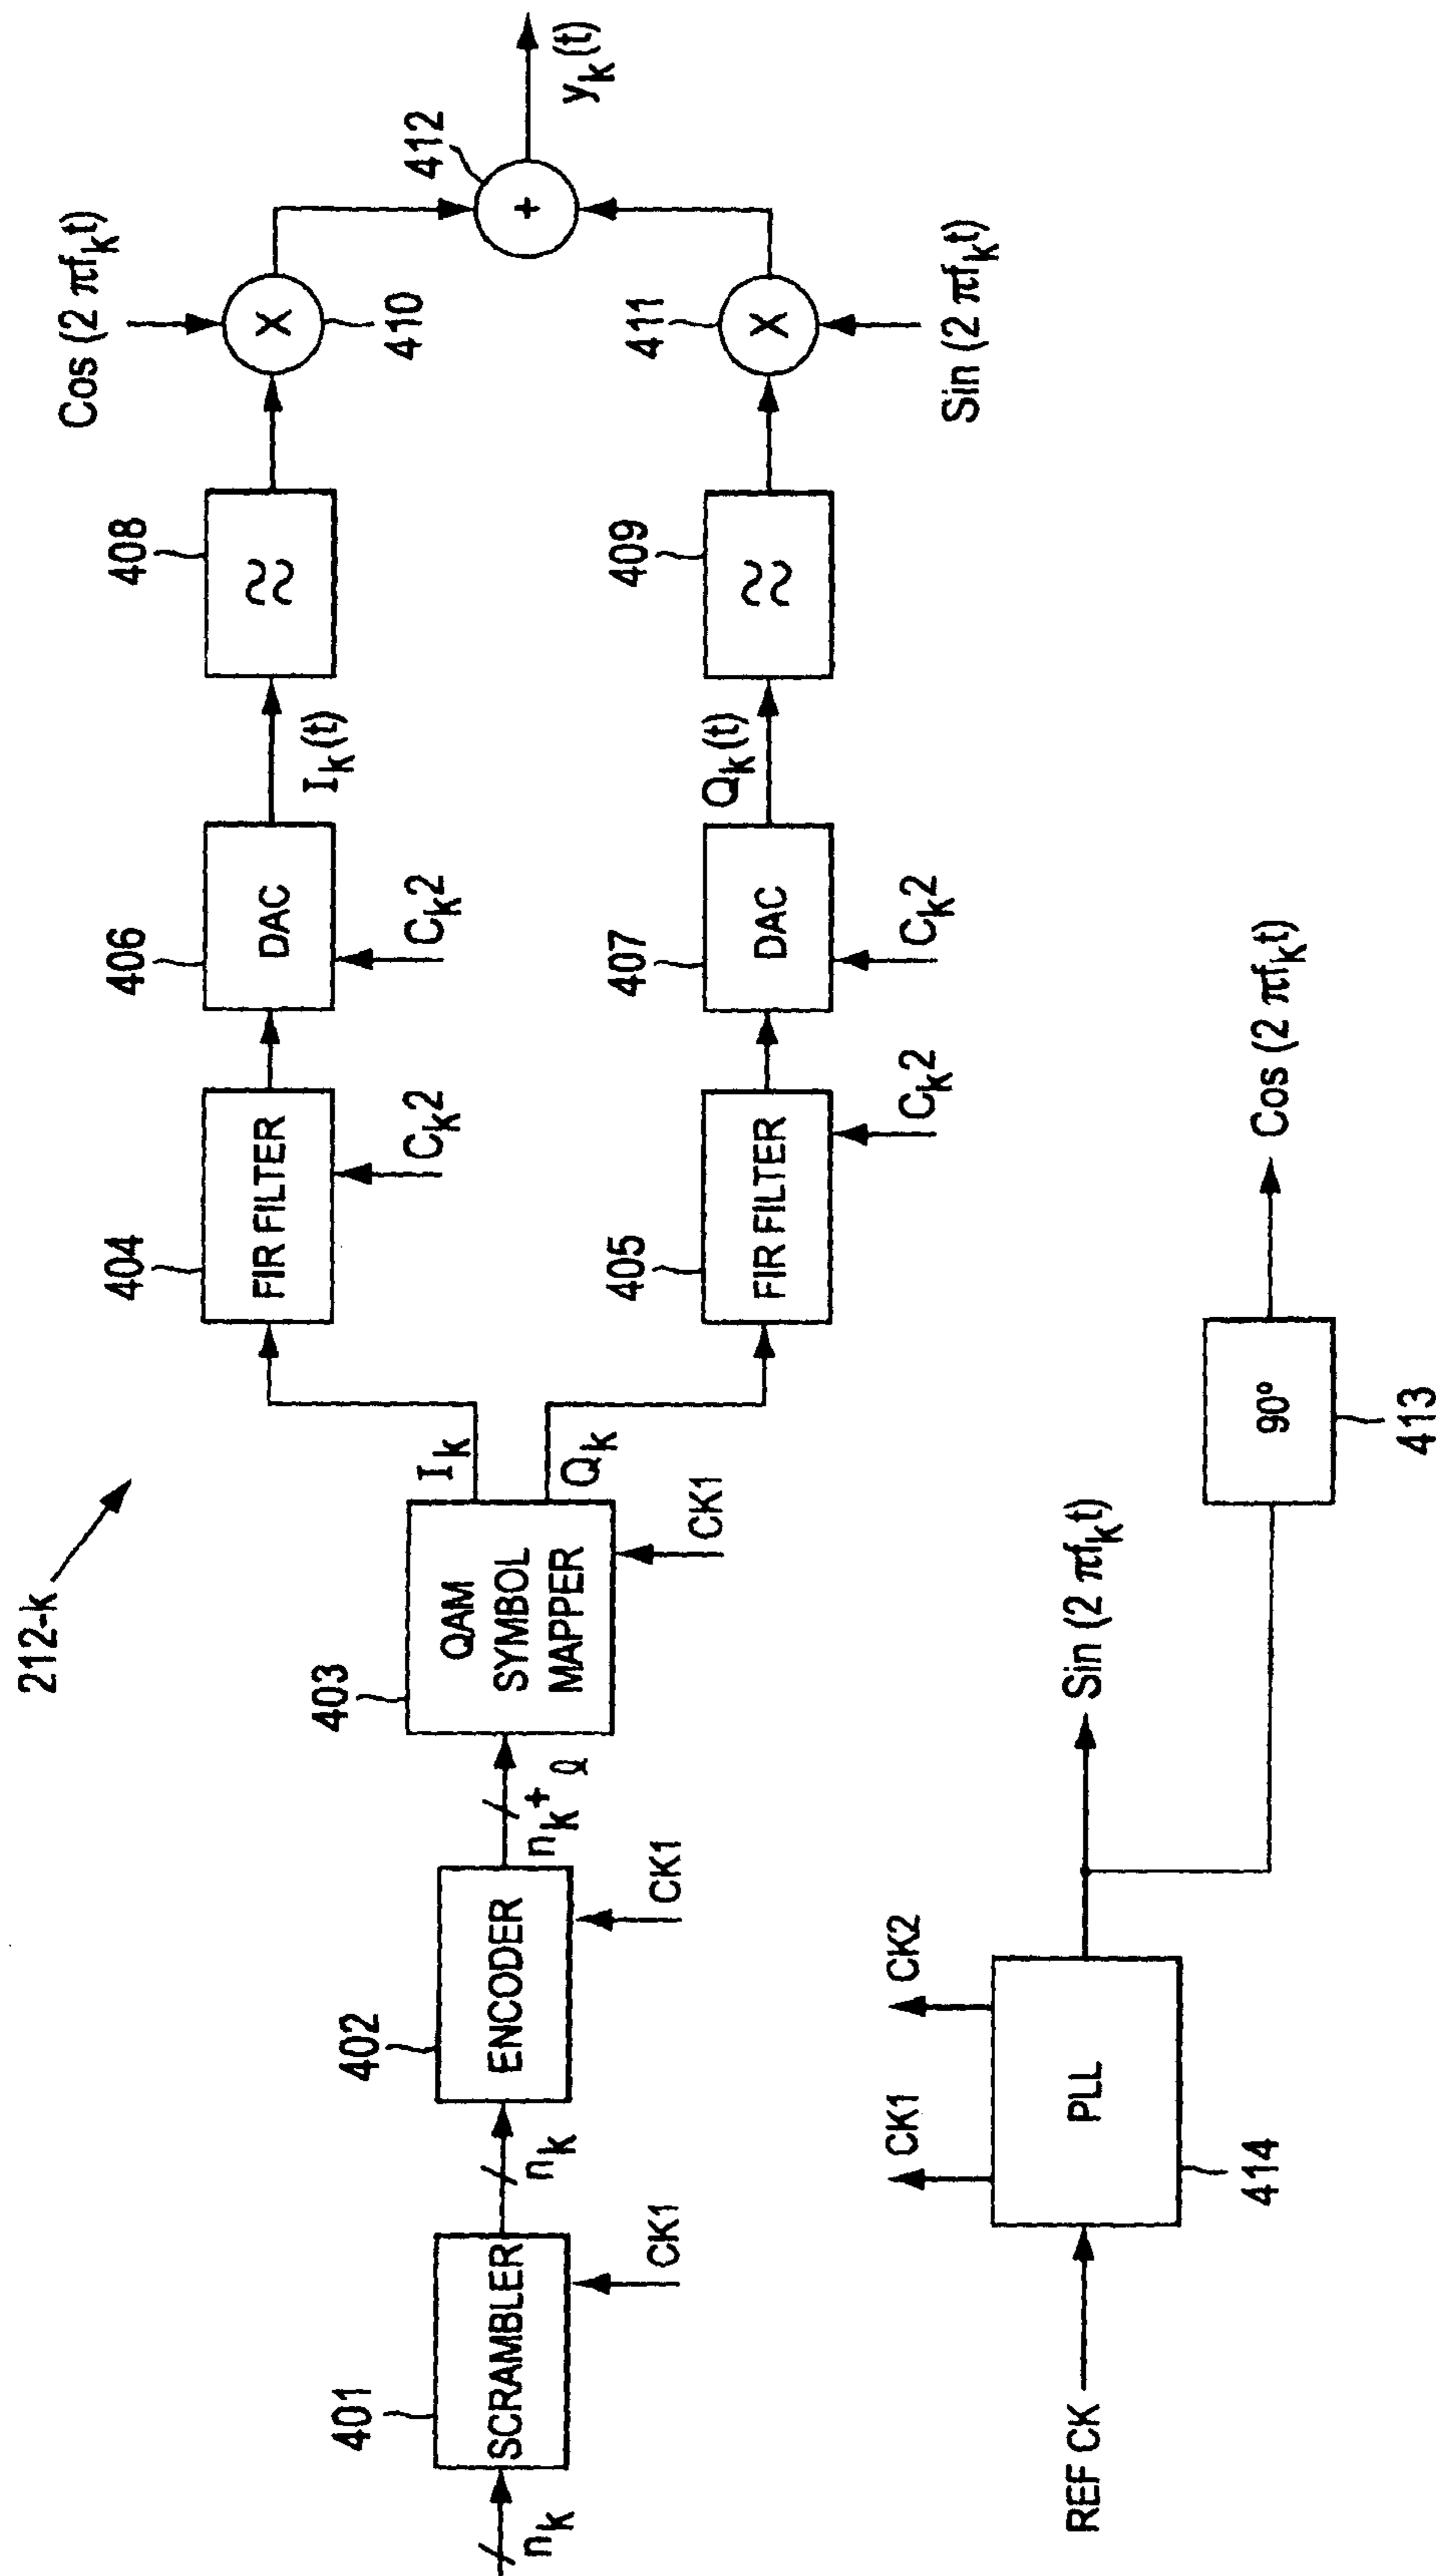 212-k
n_k
401
SCRAMBLER
CK1
n_k
402
ENCODER
CK1
n_k+ℓ
403
QAM
SYMBOL
MAPPER
CK1
I_k
Q_k
404
FIR FILTER
C_k2
406
DAC
C_k2
I_k(t)
408
Cos (2 πf_kt)
X
410
405
FIR FILTER
C_k2
407
DAC
C_k2
Q_k(t)
409
411
X
Sin (2 πf_kt)
412
+
y_k(t)
REF CK
414
PLL
CK1
CK2
Sin (2 πf_kt)
90°
413
Cos (2 πf_kt)